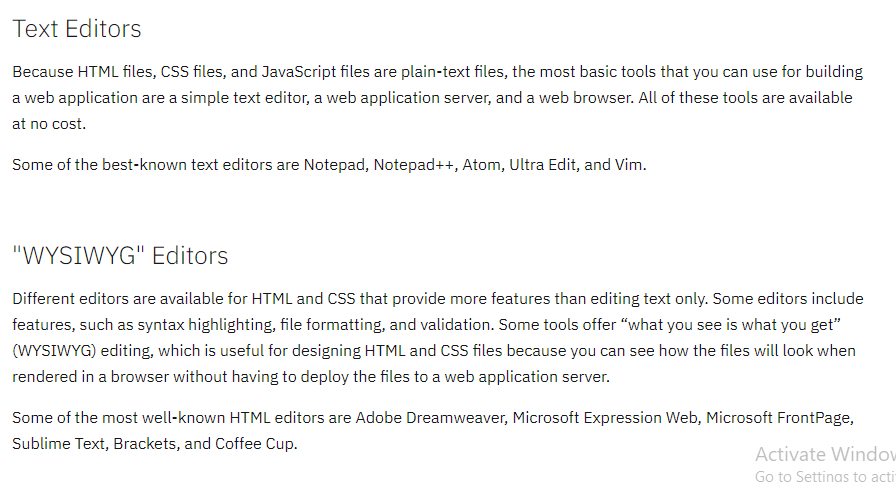 Text Editors
Because HTML files, CSS files, and JavaScript files are plain-text files, the most basic tools that you can use for building
a web application are a simple text editor, a web application server, and a web browser. All of these tools are available
at no cost.
Some of the best-known text editors are Notepad, Notepad++, Atom, Ultra Edit, and Vim.
"WYSIWYG" Editors
Different editors are available for HTML and CSS that provide more features than editing text only. Some editors include
features, such as syntax highlighting, file formatting, and validation. Some tools offer “what you see is what you get”
(WYSIWYG) editing, which is useful for designing HTML and CSS files because you can see how the files will look when
rendered in a browser without having to deploy the files to a web application server.
Some of the most well-known HTML editors are Adobe Dreamweaver, Microsoft Expression Web, Microsoft FrontPage,
Sublime Text, Brackets, and Coffee Cup.
Activate Window
Go to Settings to acti